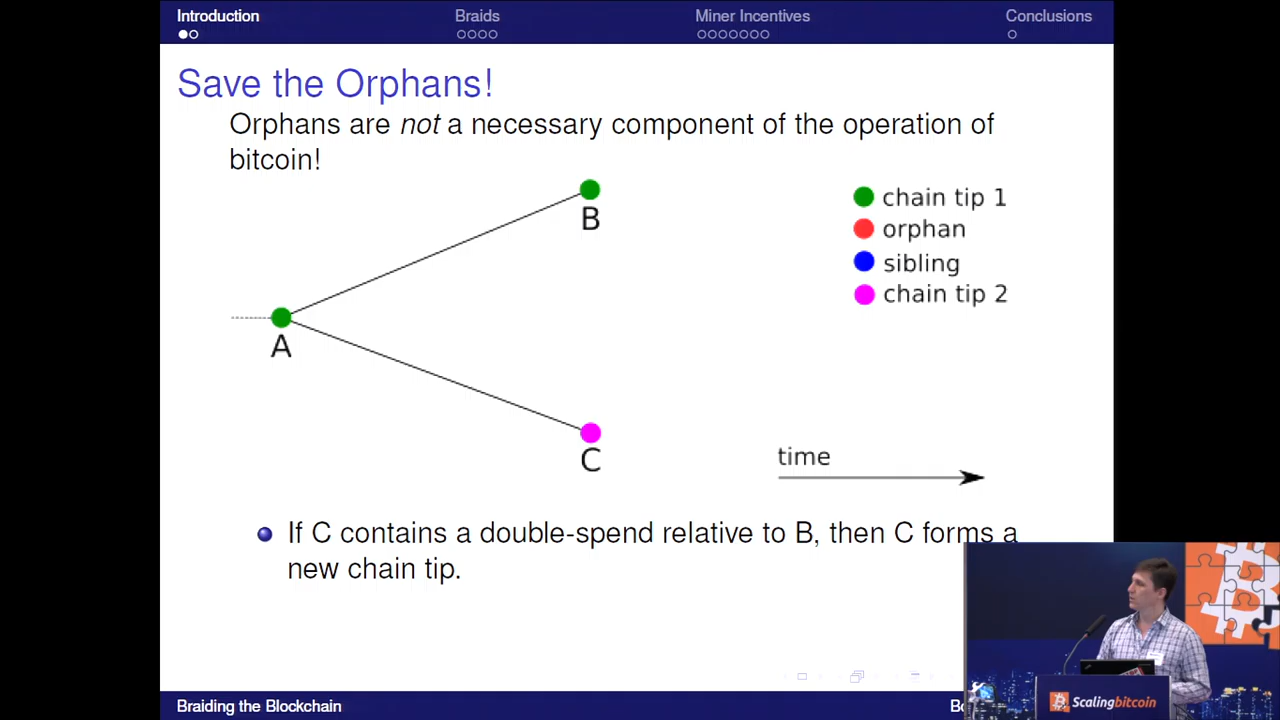 Introduction
Braids
Miner Incentives
Conclusions
Save the Orphans!
Orphans are not a necessary component of the operation of
bitcoin!
chain tip 1
orphan
sibling
chain tip 2
B
A
C
time
If C contains a double-spend relative to B, then C forms a
new chain tip.
Braiding the Blockchain
Scalingbitcoin